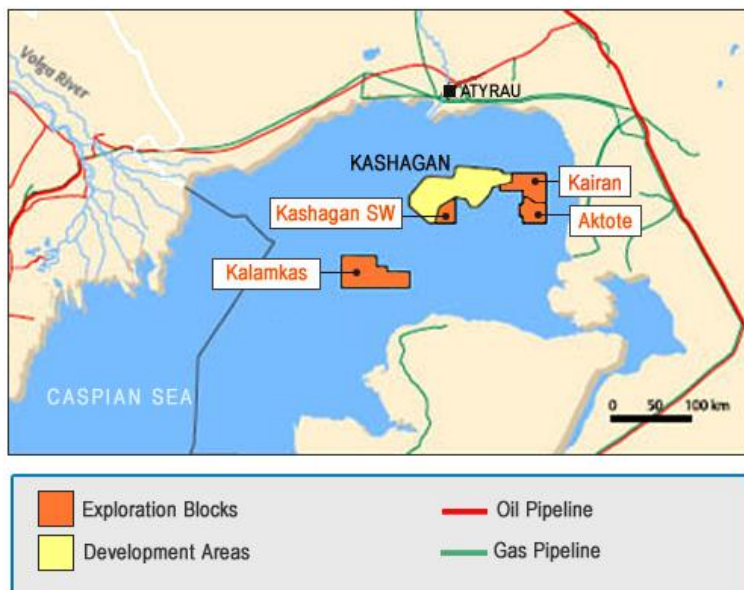 Volga River
ATYRAU
KASHAGAN
Kairan
Kashagan SW
Aktote
Kalamkas
CASPIAN SEA
0 50 100 km
Exploration Blocks
Oil Pipeline
Development Areas
Gas Pipeline